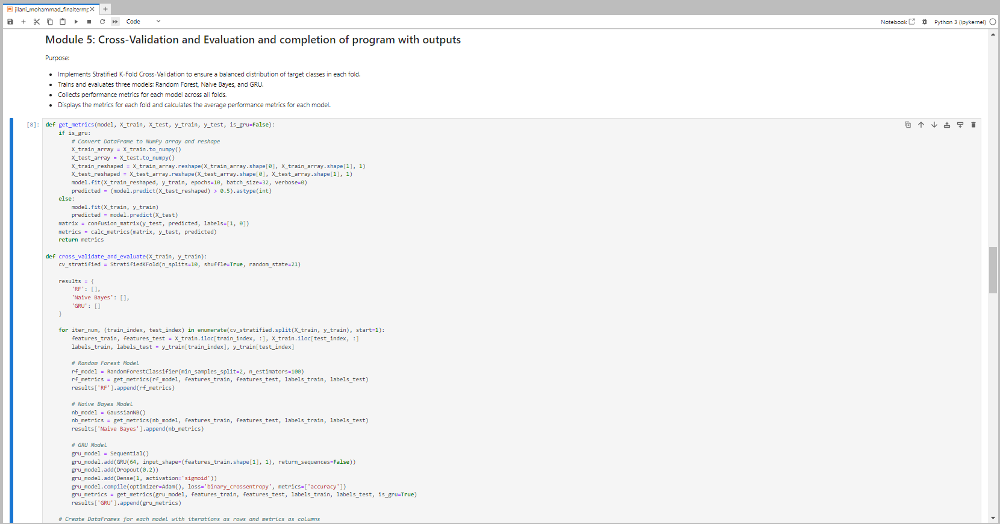 jilani_mohammad_finaltermp
Code
Notebook
Python 3 (ipykernel)
Module 5: Cross-Validation and Evaluation and completion of program with outputs
Purpose:
• Implements Stratified K-Fold Cross-Validation to ensure a balanced distribution of target classes in each fold.
• Trains and evaluates three models: Random Forest, Naive Bayes, and GRU.
• Collects performance metrics for each model across all folds.
• Displays the metrics for each fold and calculates the average performance metrics for each model.
[8]:
def get_metrics(model, X_train, X_test, y_train, y_test, is_gru=False):
    if is_gru:
        # Convert DataFrame to NumPy array and reshape
        X_train_array = X_train.to_numpy()
        X_test_array = X_test.to_numpy()
        X_train_reshaped = X_train_array.reshape(X_train_array.shape[0], X_train_array.shape[1], 1)
        X_test_reshaped = X_test_array.reshape(X_test_array.shape[0], X_test_array.shape[1], 1)
        model.fit(X_train_reshaped, y_train, epochs=10, batch_size=32, verbose=0)
        predicted = (model.predict(X_test_reshaped) > 0.5).astype(int)
    else:
        model.fit(X_train, y_train)
        predicted = model.predict(X_test)
    matrix = confusion_matrix(y_test, predicted, labels=[1, 0])
    metrics = calc_metrics(matrix, y_test, predicted)
    return metrics
def cross_validate_and_evaluate(X_train, y_train):
    cv_stratified = StratifiedKFold(n_splits=10, shuffle=True, random_state=21)
    results = {
        'RF': [],
        'Naive Bayes': [],
        'GRU': []
    }
    for iter_num, (train_index, test_index) in enumerate(cv_stratified.split(X_train, y_train), start=1):
        features_train, features_test = X_train.iloc[train_index, :], X_train.iloc[test_index, :]
        labels_train, labels_test = y_train[train_index], y_train[test_index]
        # Random Forest Model
        rf_model = RandomForestClassifier(min_samples_split=2, n_estimators=100)
        rf_metrics = get_metrics(rf_model, features_train, features_test, labels_train, labels_test)
        results['RF'].append(rf_metrics)
        # Naive Bayes Model
        nb_model = GaussianNB()
        nb_metrics = get_metrics(nb_model, features_train, features_test, labels_train, labels_test)
        results['Naive Bayes'].append(nb_metrics)
        # GRU Model
        gru_model = Sequential()
        gru_model.add(GRU(64, input_shape=(features_train.shape[1], 1), return_sequences=False))
        gru_model.add(Dropout(0.2))
        gru_model.add(Dense(1, activation='sigmoid'))
        gru_model.compile(optimizer=Adam(), loss='binary_crossentropy', metrics=['accuracy'])
        gru_metrics = get_metrics(gru_model, features_train, features_test, labels_train, labels_test, is_gru=True)
        results['GRU'].append(gru_metrics)
    # Create DataFrames for each model with iterations as rows and metrics as columns